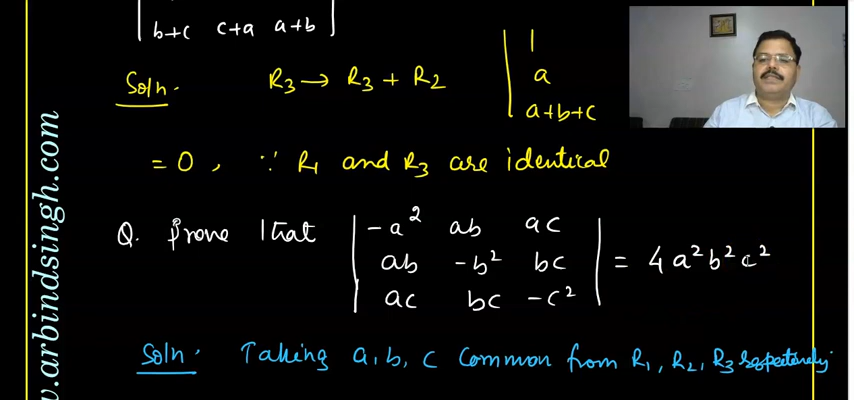 b+c c+a a+b
Soln. R3 → R3 + R2
1
a
a+b+c
= 0, ∵ R1 and R3 are identical
Q. Prove that
-a² ab ac
ab -b² bc
ac bc -c²
= 4a²b²c²
Soln. Taking a, b, c common from R1, R2, R3 respectively.
w.arbindsingh.com